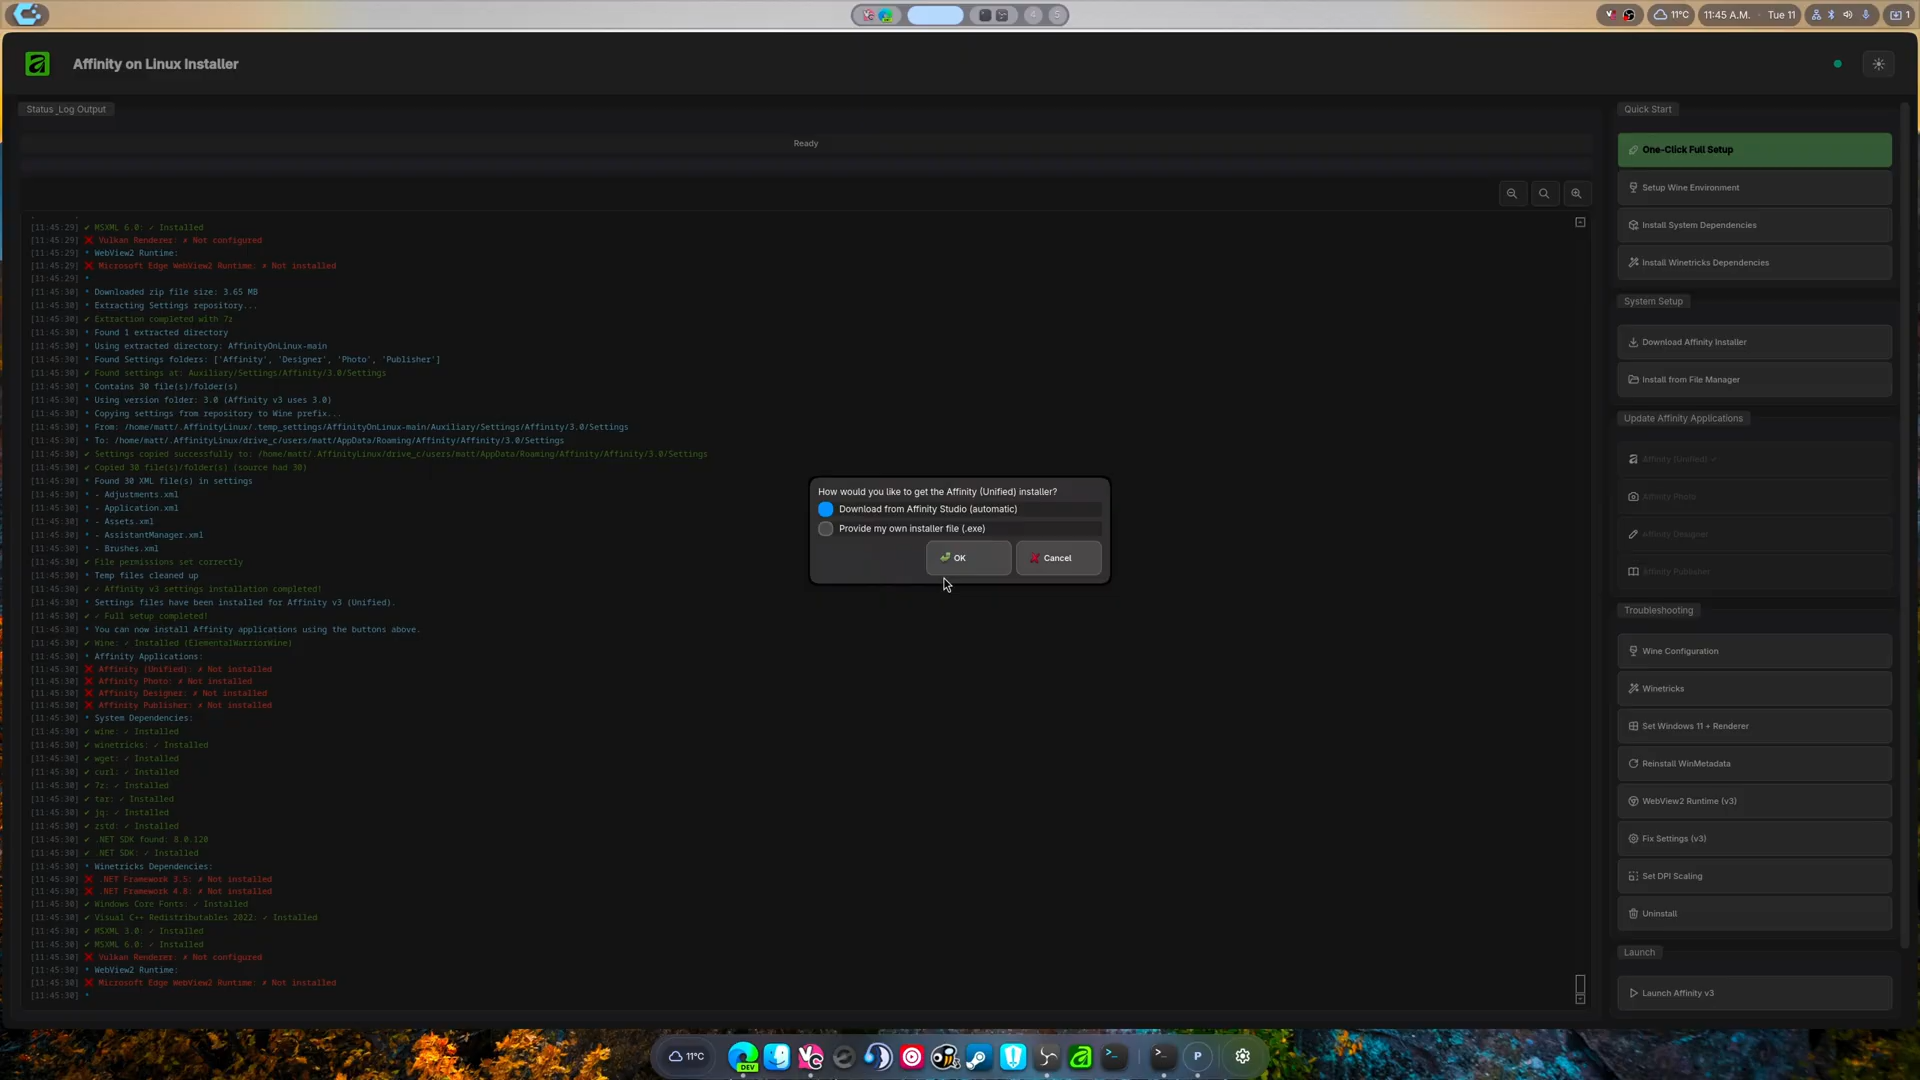 4
5
11°C
11:45 A.M.
Tue 11
1
Affinity on Linux Installer
Status_Log Output
Ready
[11:45:29] ✔ MSXML 6.0: ✓ Installed
[11:45:29] ❌ Vulkan Renderer: ✗ Not configured
[11:45:29] * WebView2 Runtime:
[11:45:29] ❌ Microsoft Edge WebView2 Runtime: ✗ Not installed
[11:45:29] *
[11:45:30] * Downloaded zip file size: 3.65 MB
[11:45:30] * Extracting Settings repository...
[11:45:30] ✔ Extraction completed with 7z
[11:45:30] * Found 1 extracted directory
[11:45:30] * Using extracted directory: AffinityOnLinux-main
[11:45:30] * Found Settings folders: ['Affinity', 'Designer', 'Photo', 'Publisher']
[11:45:30] ✔ Found settings at: Auxiliary/Settings/Affinity/3.0/Settings
[11:45:30] * Contains 30 file(s)/folder(s)
[11:45:30] * Using version folder: 3.0 (Affinity v3 uses 3.0)
[11:45:30] * Copying settings from repository to Wine prefix...
[11:45:30] * From: /home/matt/.AffinityLinux/.temp_settings/AffinityOnLinux-main/Auxiliary/Settings/Affinity/3.0/Settings
[11:45:30] * To: /home/matt/.AffinityLinux/drive_c/users/matt/AppData/Roaming/Affinity/Affinity/3.0/Settings
[11:45:30] ✔ Settings copied successfully to: /home/matt/.AffinityLinux/drive_c/users/matt/AppData/Roaming/Affinity/Affinity/3.0/Settings
[11:45:30] ✔ Copied 30 file(s)/folder(s) (source had 30)
[11:45:30] * Found 30 XML file(s) in settings
[11:45:30] * - Adjustments.xml
[11:45:30] * - Application.xml
[11:45:30] * - Assets.xml
[11:45:30] * - AssistantManager.xml
[11:45:30] * - Brushes.xml
[11:45:30] ✔ File permissions set correctly
[11:45:30] * Temp files cleaned up
[11:45:30] ✔ ✓ Affinity v3 settings installation completed!
[11:45:30] * Settings files have been installed for Affinity v3 (Unified).
[11:45:30] ✔ ✓ Full setup completed!
[11:45:30] * You can now install Affinity applications using the buttons above.
[11:45:30] ✔ Wine: ✓ Installed (ElementalWarriorWine)
[11:45:30] * Affinity Applications:
[11:45:30] ❌ Affinity (Unified): ✗ Not installed
[11:45:30] ❌ Affinity Photo: ✗ Not installed
[11:45:30] ❌ Affinity Designer: ✗ Not installed
[11:45:30] ❌ Affinity Publisher: ✗ Not installed
[11:45:30] * System Dependencies:
[11:45:30] ✔ wine: ✓ Installed
[11:45:30] ✔ winetricks: ✓ Installed
[11:45:30] ✔ wget: ✓ Installed
[11:45:30] ✔ curl: ✓ Installed
[11:45:30] ✔ 7z: ✓ Installed
[11:45:30] ✔ tar: ✓ Installed
[11:45:30] ✔ jq: ✓ Installed
[11:45:30] ✔ zstd: ✓ Installed
[11:45:30] ✔ .NET SDK found: 8.0.120
[11:45:30] ✔ .NET SDK: ✓ Installed
[11:45:30] * Winetricks Dependencies:
[11:45:30] ❌ .NET Framework 3.5: ✗ Not installed
[11:45:30] ❌ .NET Framework 4.8: ✗ Not installed
[11:45:30] ✔ Windows Core Fonts: ✓ Installed
[11:45:30] ✔ Visual C++ Redistributables 2022: ✓ Installed
[11:45:30] ✔ MSXML 3.0: ✓ Installed
[11:45:30] ✔ MSXML 6.0: ✓ Installed
[11:45:30] ❌ Vulkan Renderer: ✗ Not configured
[11:45:30] * WebView2 Runtime:
[11:45:30] ❌ Microsoft Edge WebView2 Runtime: ✗ Not installed
[11:45:30] *
How would you like to get the Affinity (Unified) installer?
Download from Affinity Studio (automatic)
Provide my own installer file (.exe)
OK
Cancel
Quick Start
One-Click Full Setup
Setup Wine Environment
Install System Dependencies
Install Winetricks Dependencies
System Setup
Download Affinity Installer
Install from File Manager
Update Affinity Applications
Affinity (Unified) ✓
Affinity Photo
Affinity Designer
Affinity Publisher
Troubleshooting
Wine Configuration
Winetricks
Set Windows 11 + Renderer
Reinstall WinMetadata
WebView2 Runtime (v3)
Fix Settings (v3)
Set DPI Scaling
Uninstall
Launch
Launch Affinity v3
11°C
DEV
P